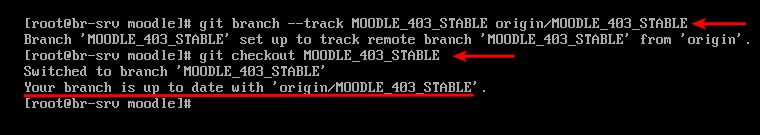 [root@br-srv moodle]# git branch --track MOODLE_403_STABLE origin/MOODLE_403_STABLE
Branch 'MOODLE_403_STABLE' set up to track remote branch 'MOODLE_403_STABLE' from 'origin'.
[root@br-srv moodle]# git checkout MOODLE_403_STABLE
Switched to branch 'MOODLE_403_STABLE'
Your branch is up to date with 'origin/MOODLE_403_STABLE'.
[root@br-srv moodle]#